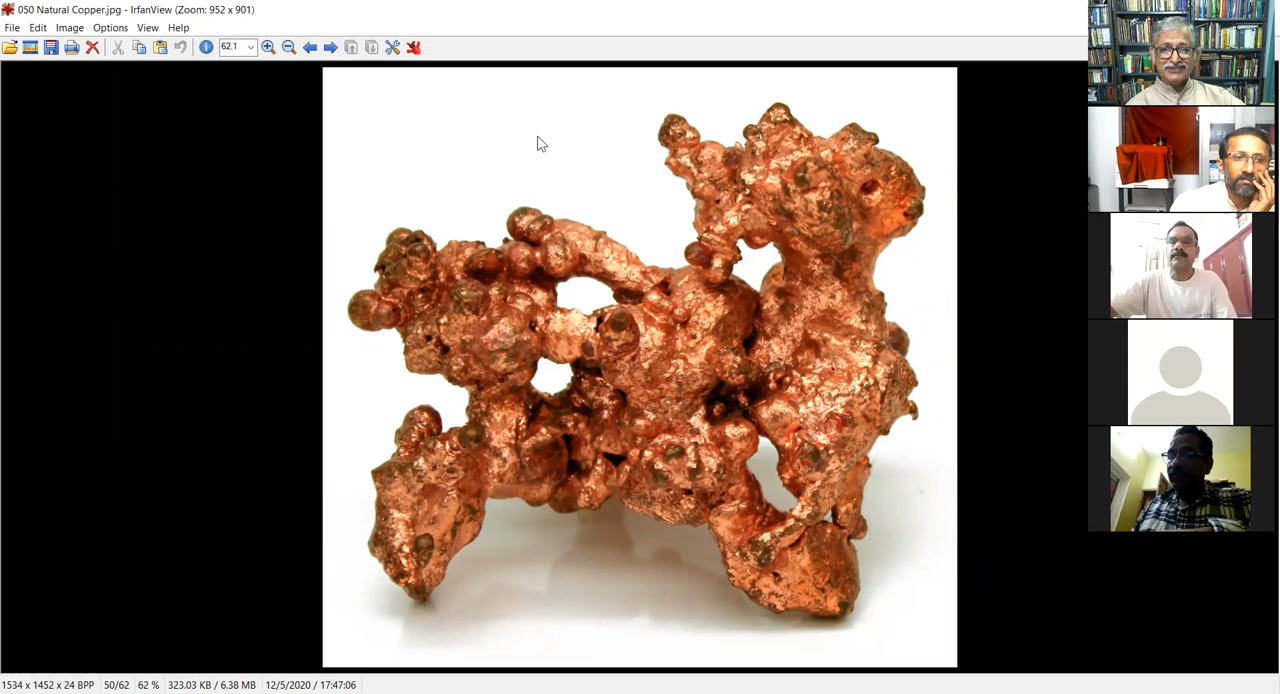 050 Natural Copper.jpg - IrfanView (Zoom: 952 x 901)
File Edit Image Options View Help
62.1
1534 x 1452 x 24 BPP 50/62 62 % 323.03 KB / 6.38 MB 12/5/2020 / 17:47:06